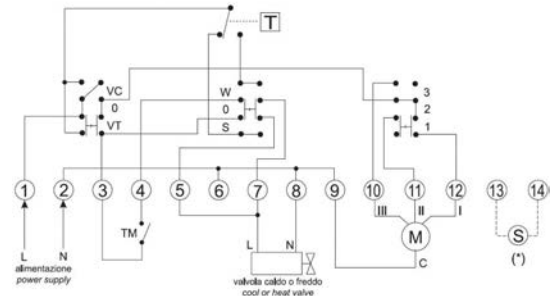 T
VC
0
VT
W
0
S
3
2
1
1 2 3 4 5 6 7 8 9 10 11 12 13 14
III II I
L N
TM
L N
M
S
(*)
C
alimentazione
power supply
valvola caldo o freddo
cool or heat valve